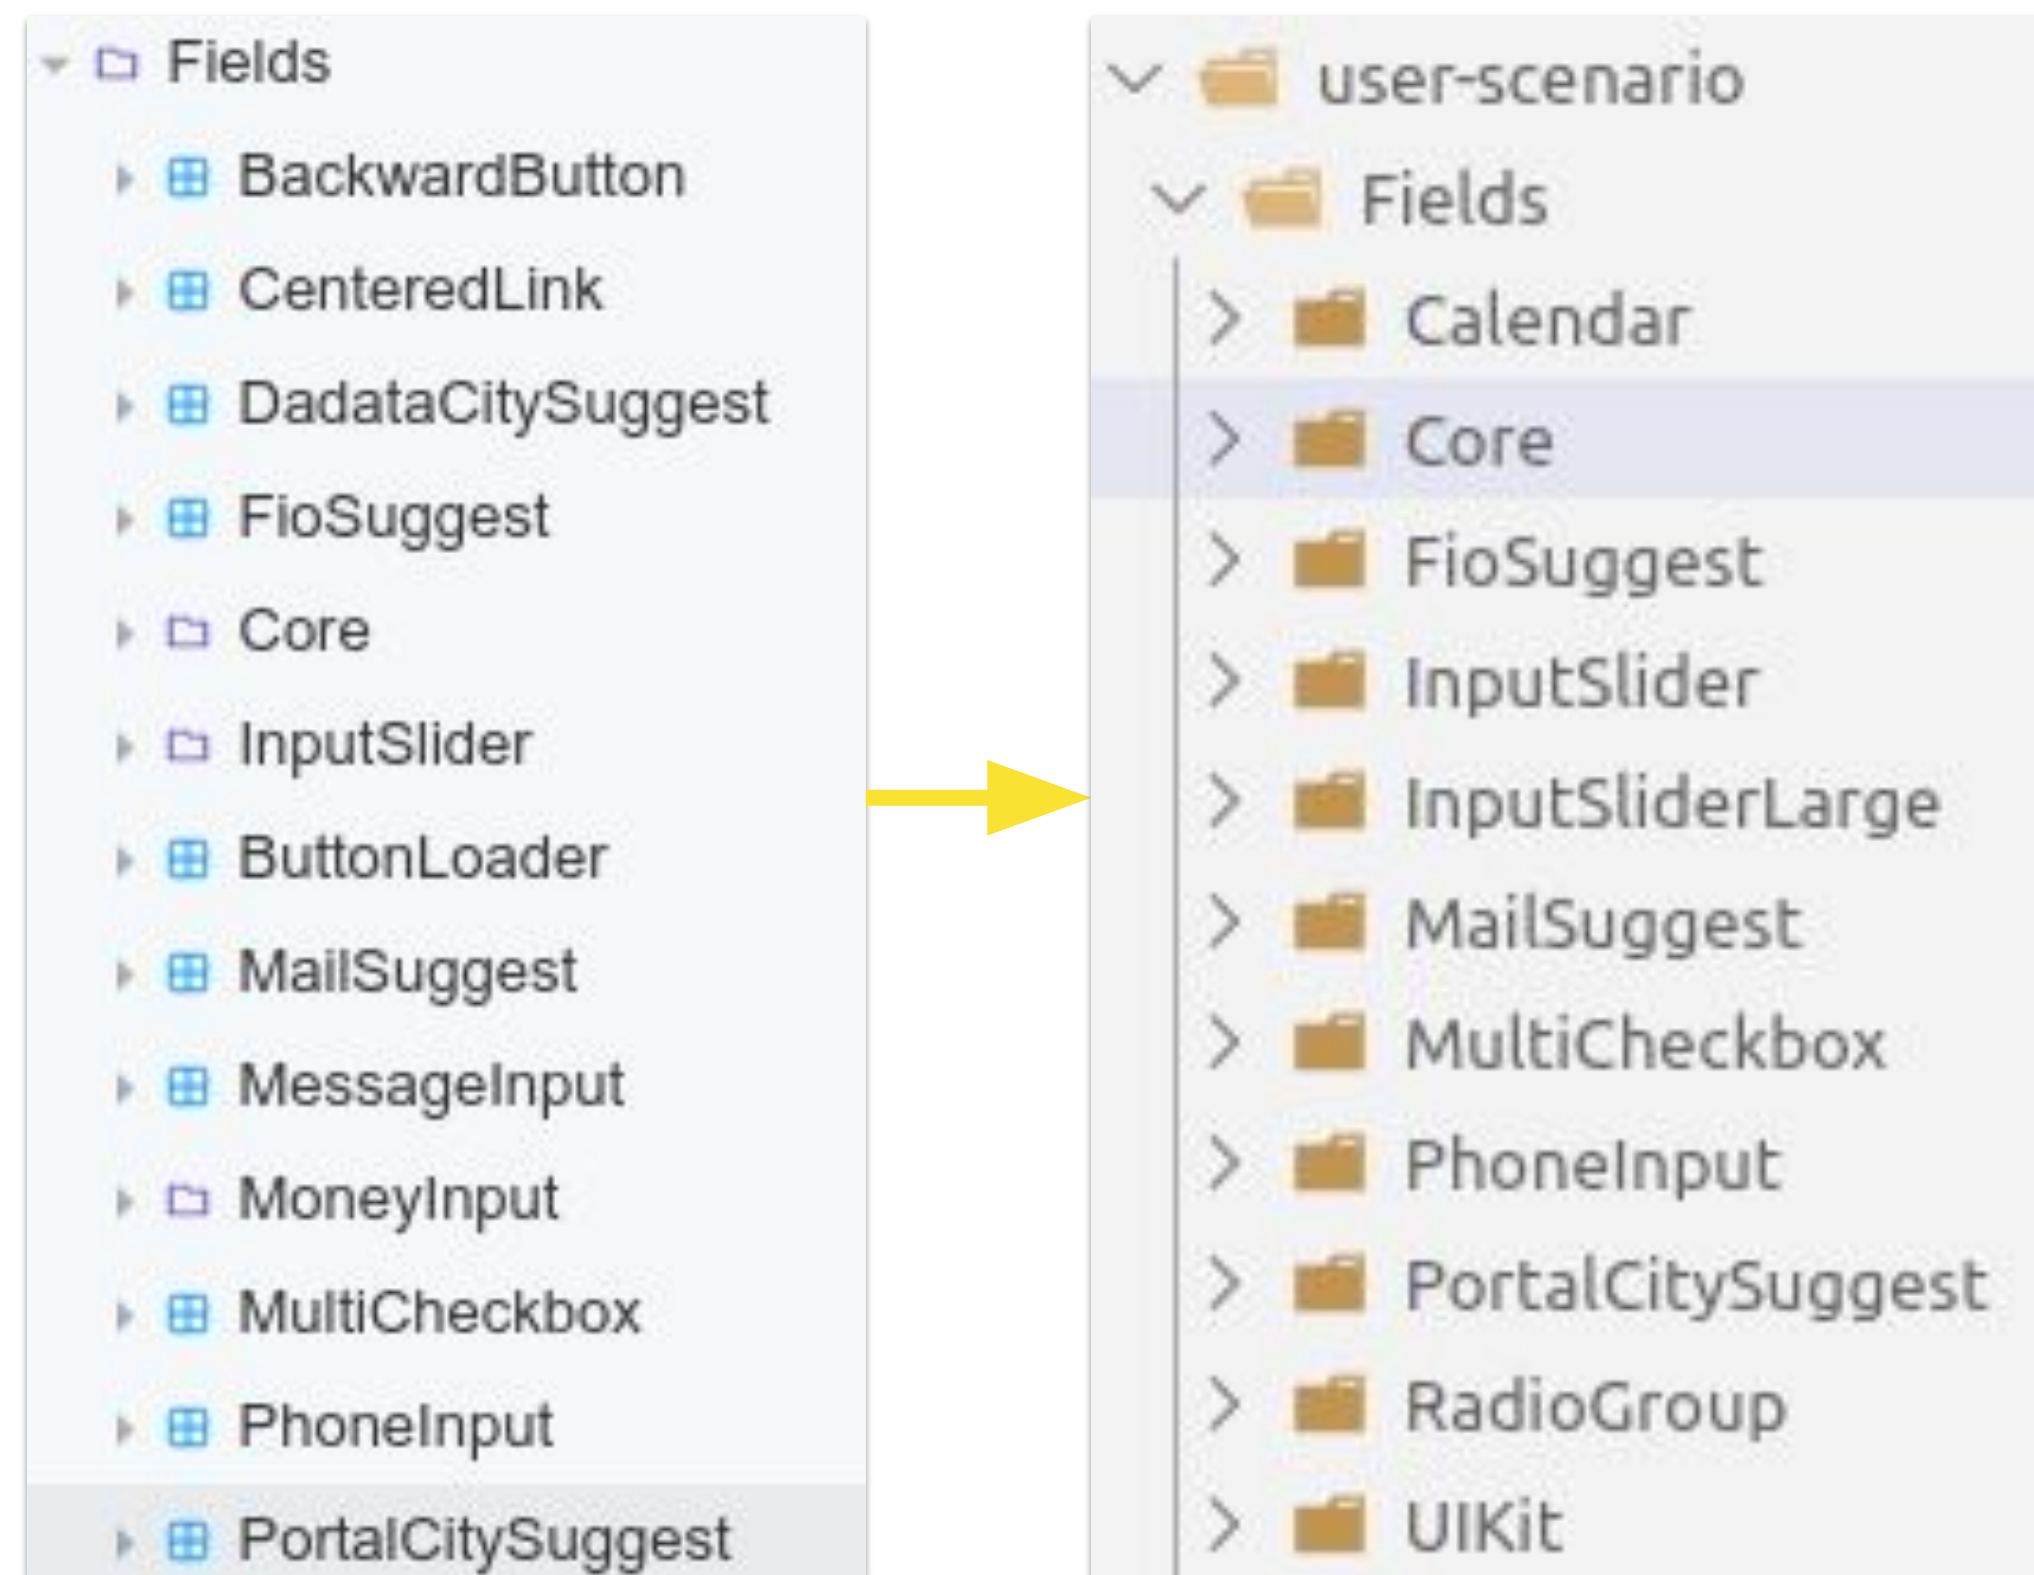 Fields
BackwardButton
CenteredLink
DadataCitySuggest
FioSuggest
Core
InputSlider
ButtonLoader
MailSuggest
MessageInput
MoneyInput
MultiCheckbox
PhoneInput
PortalCitySuggest
user-scenario
Fields
Calendar
Core
FioSuggest
InputSlider
InputSliderLarge
MailSuggest
MultiCheckbox
PhoneInput
PortalCitySuggest
RadioGroup
UIKit